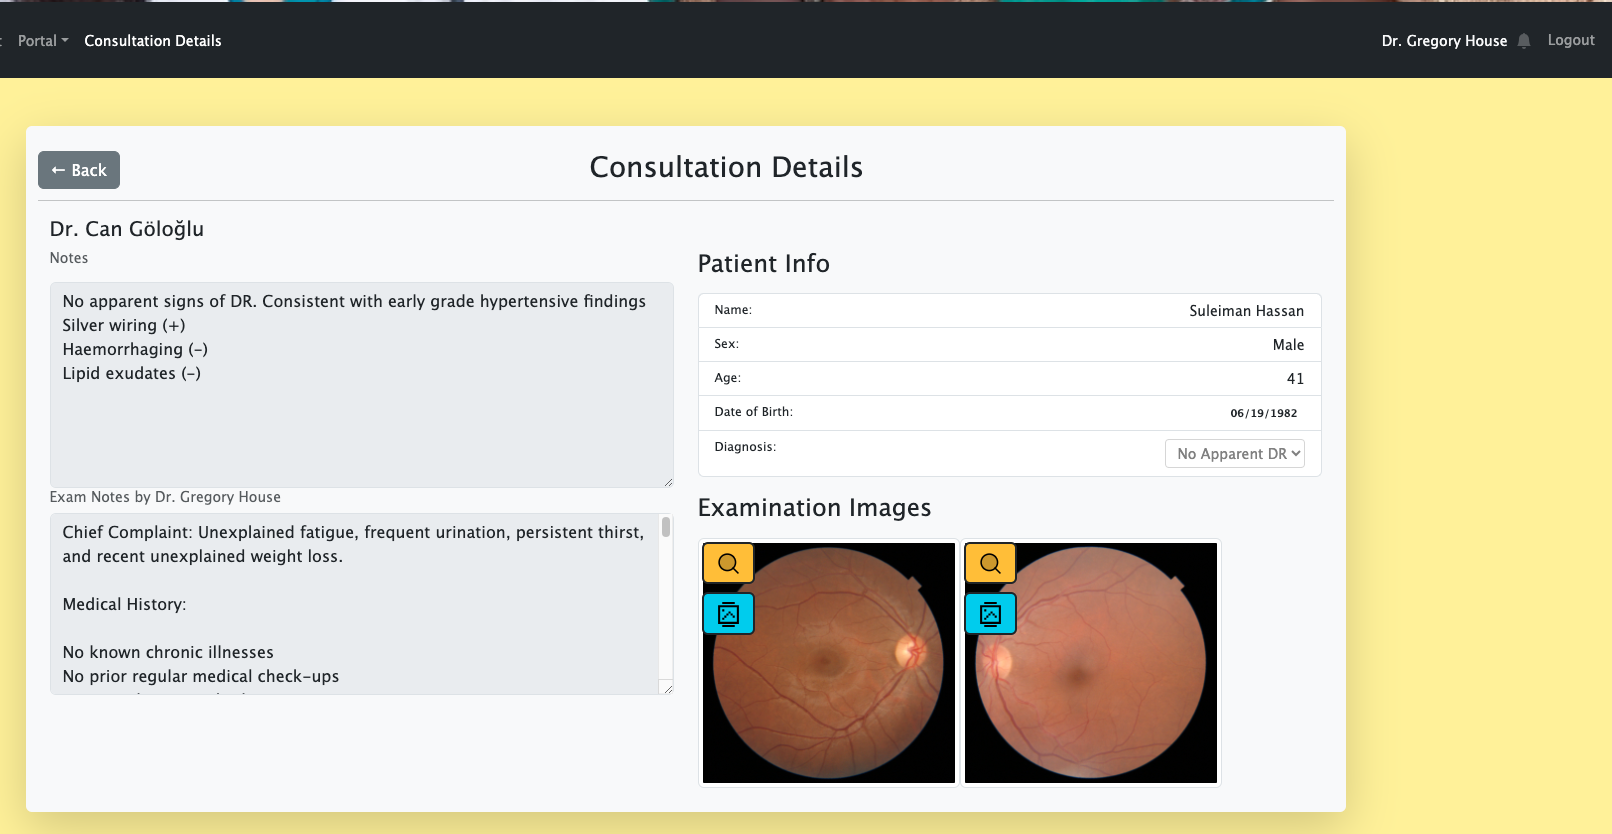 Portal
Consultation Details
Dr. Gregory House
Logout
← Back
Consultation Details
Dr. Can Göloğlu
Notes
No apparent signs of DR. Consistent with early grade hypertensive findings
Silver wiring (+)
Haemorrhaging (-)
Lipid exudates (-)
Exam Notes by Dr. Gregory House
Chief Complaint: Unexplained fatigue, frequent urination, persistent thirst,
and recent unexplained weight loss.
Medical History:
No known chronic illnesses
No prior regular medical check-ups
Patient Info
Name: Suleiman Hassan
Sex: Male
Age: 41
Date of Birth: 06/19/1982
Diagnosis: No Apparent DR
Examination Images